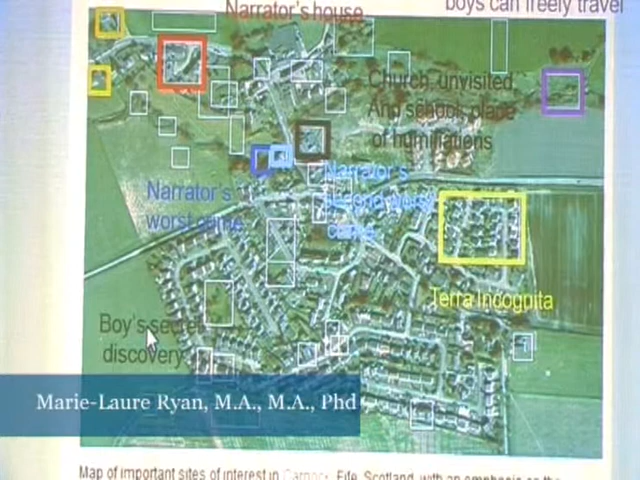 boys can freely travel
Narrator's house
Church, unvisited
And school, place
of humiliations
Narrator's
second worst
Narrator's
worst
Terra Incognita
Boy's secret
discovery
Marie-Laure Ryan, M.A., M.A., Phd
Map of important sites of interest in Fife, Scotland, with an emphasis on the